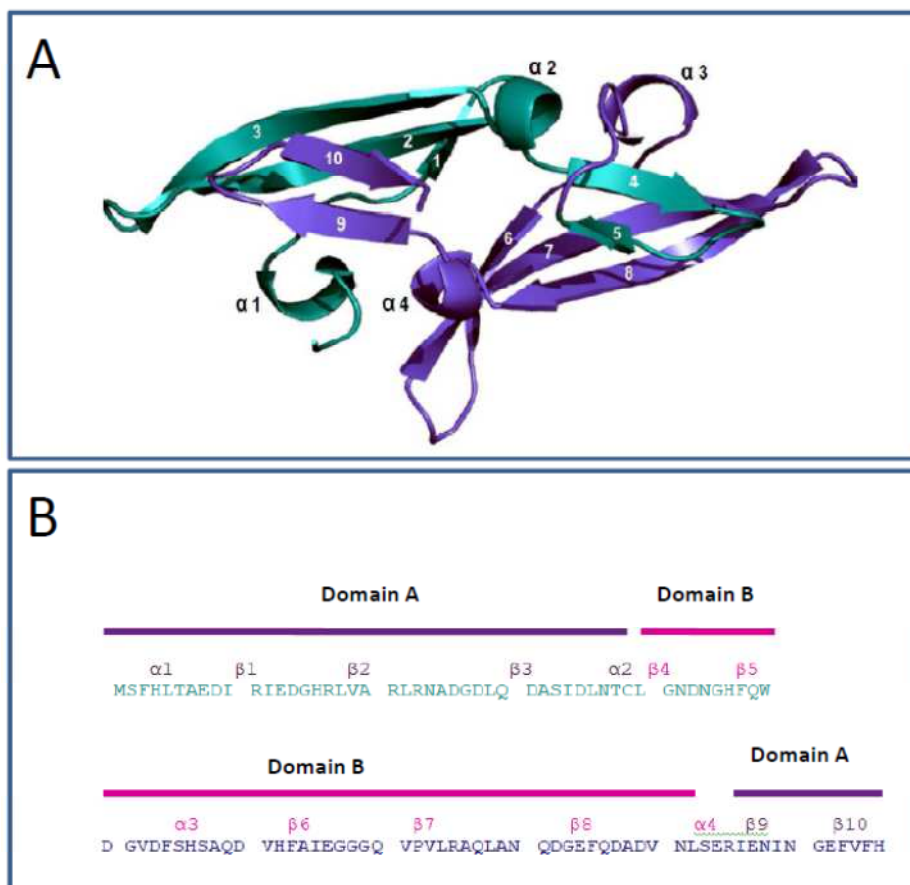 A
α 2
α 3
3
2
1
10
4
9
5
6
7
8
α 1
α 4
B
Domain A Domain B
α1 β1 β2 β3 α2 β4 β5
MSFHLTAEDI RIEDGHRLVA RLRNADGDLQ DASIDLNTCL GNDNGHFQW
Domain B Domain A
α3 β6 β7 β8 α4 β9 β10
D GVDFSHSAQD VHFAIEGGGQ VPVLRAQLAN QDGEFQDADV NLSERIENIN GEFVFH